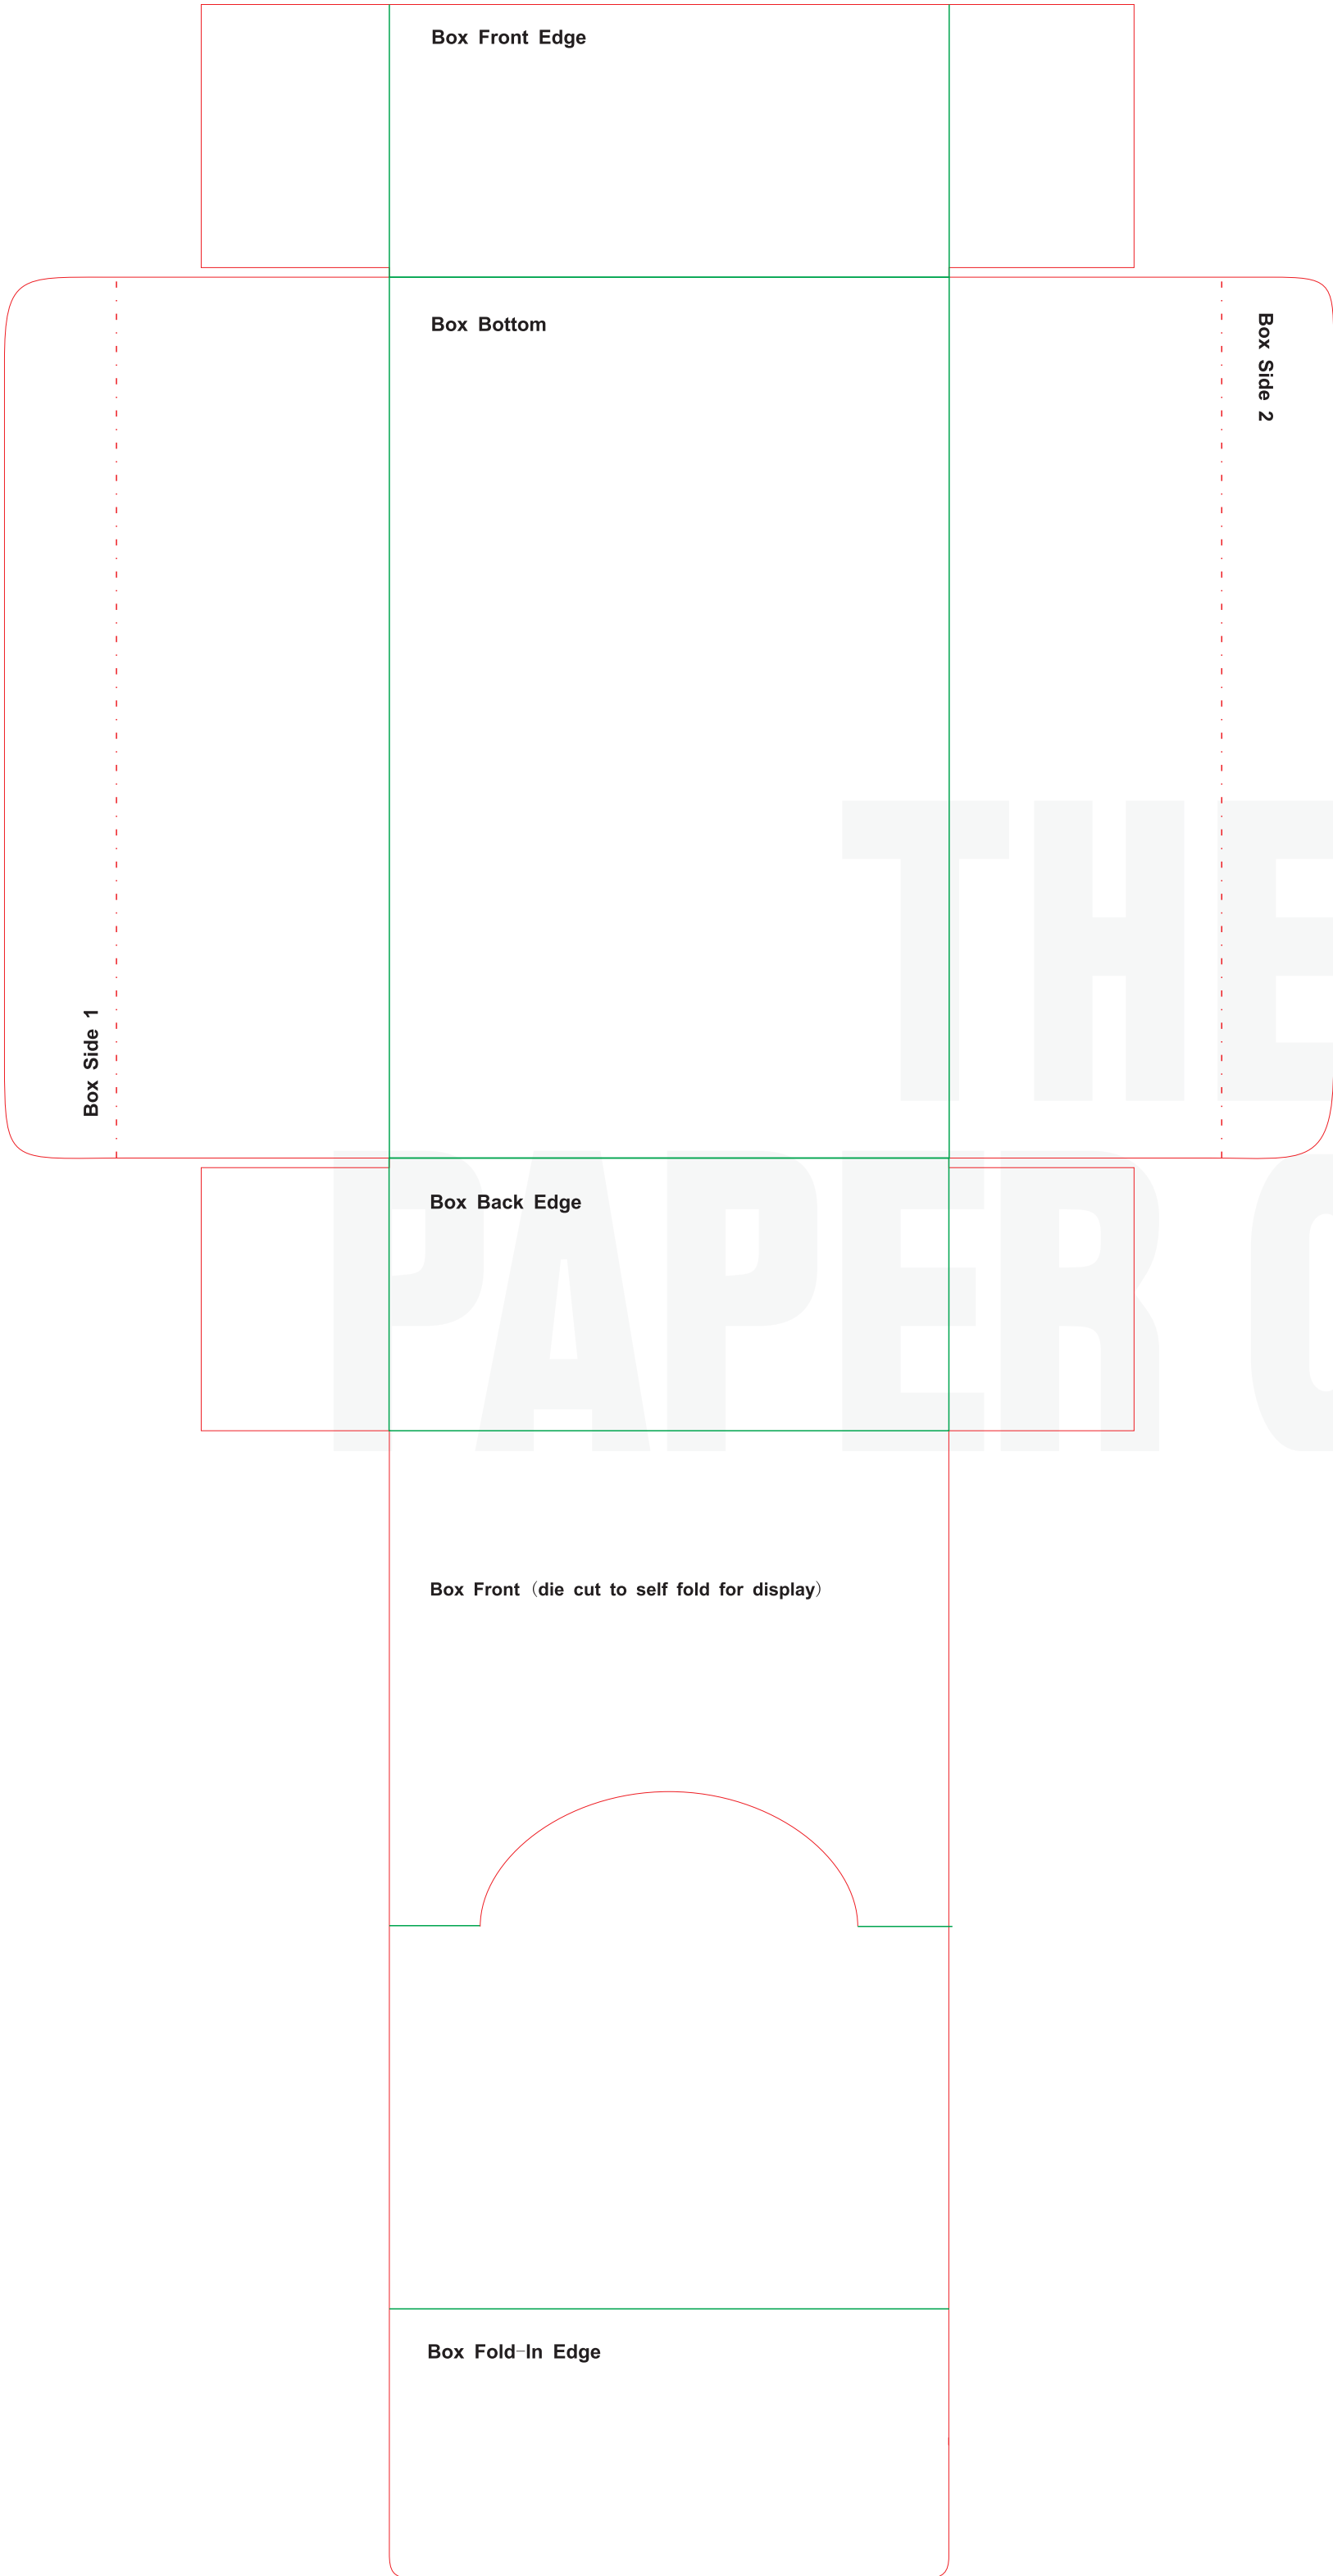 Box Front Edge
Box Bottom
Box Side 2
Box Side 1
THE
PAPER
Box Back Edge
Box Front (die cut to self fold for display)
Box Fold-In Edge